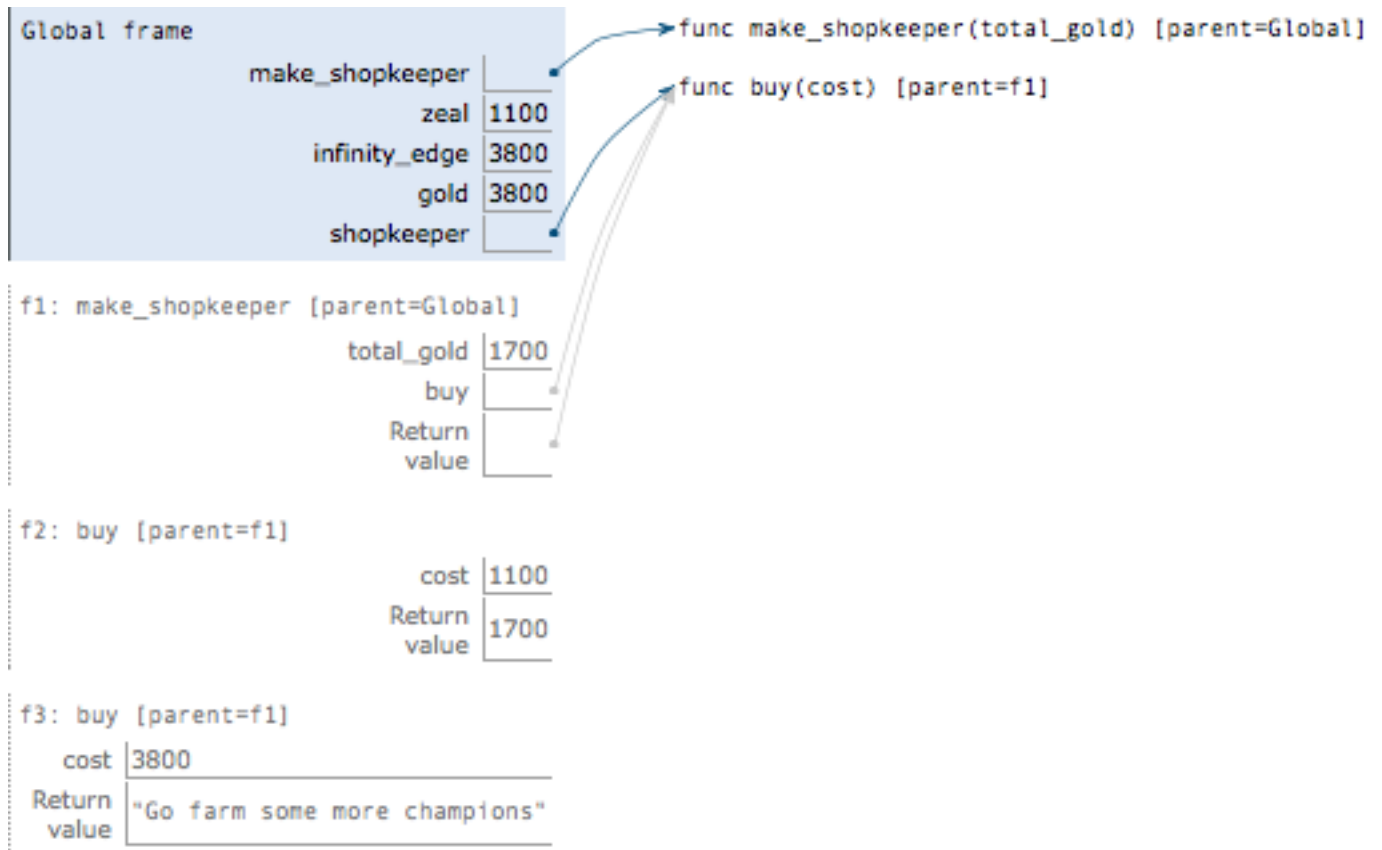 Global frame
make_shopkeeper
zeal 1100
infinity_edge 3800
gold 3800
shopkeeper
func make_shopkeeper(total_gold) [parent=Global]
func buy(cost) [parent=f1]
f1: make_shopkeeper [parent=Global]
total_gold 1700
buy
Return
value
f2: buy [parent=f1]
cost 1100
Return
value 1700
f3: buy [parent=f1]
cost 3800
Return
value "Go farm some more champions"